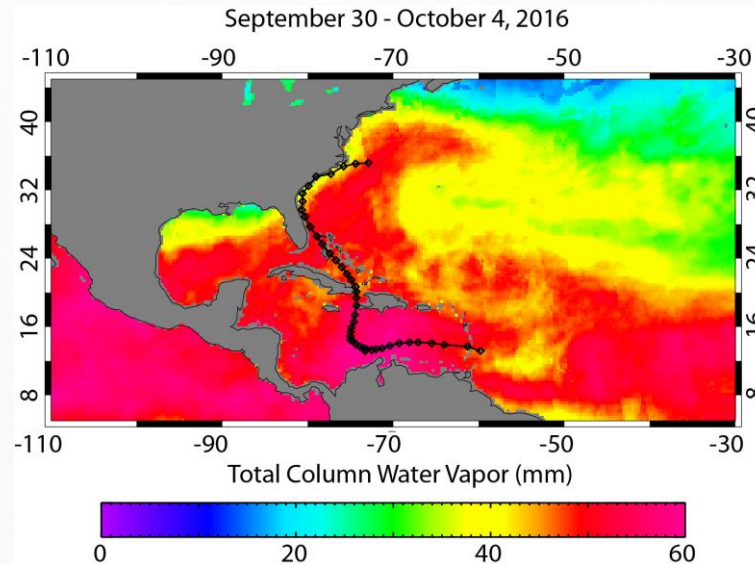 September 30 - October 4, 2016
-110 -90 -70 -50 -30
40 40
32 32
24 24
16 16
8 8
-110 -90 -70 -50 -30
Total Column Water Vapor (mm)
0 20 40 60